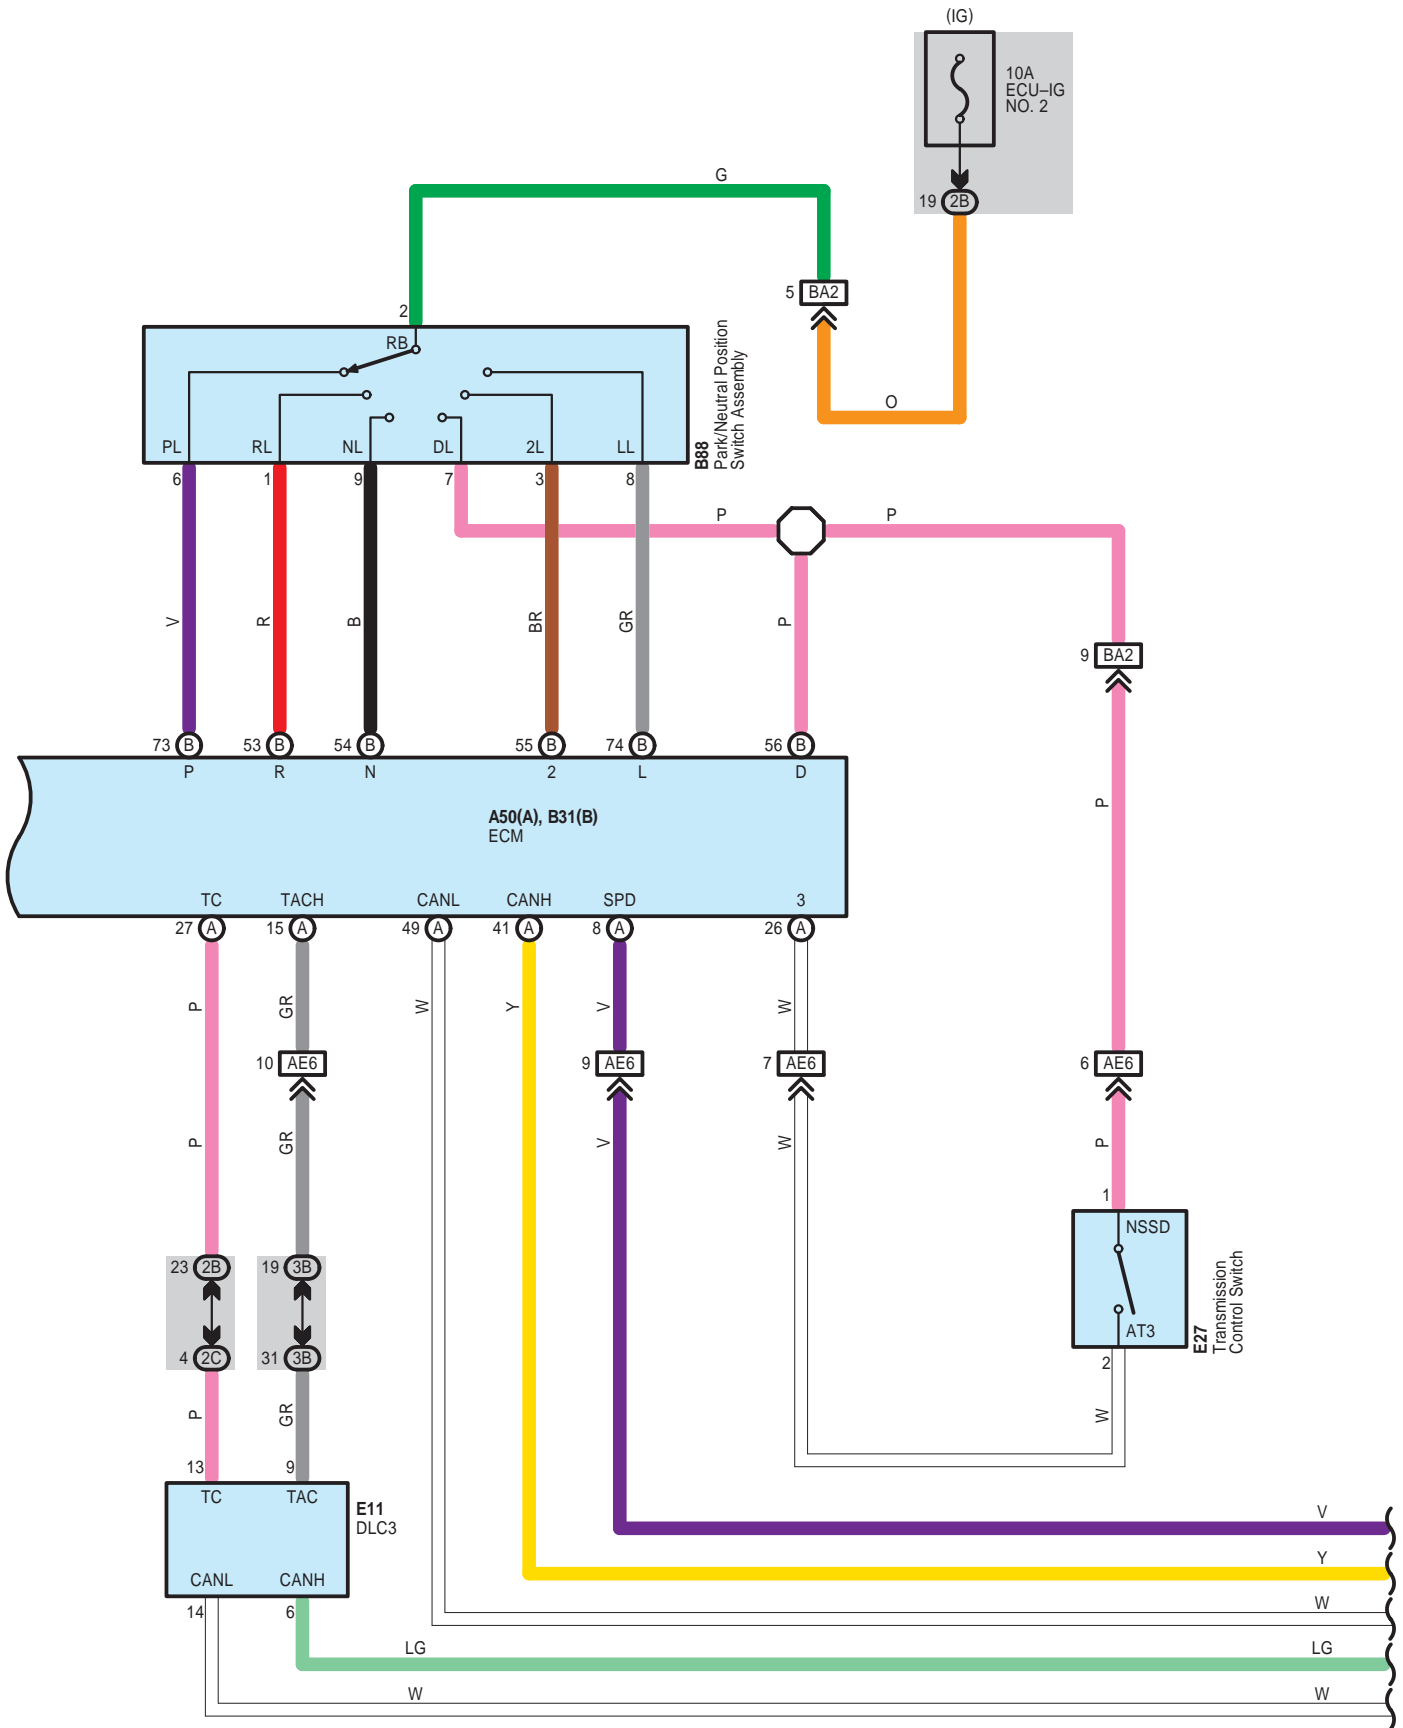 (IG)
10A
ECU–IG
NO. 2
19 2B
G
5 BA2
O
2
RB
PL RL NL DL 2L LL
B88
Park/Neutral Position
Switch Assembly
6 1 9 7 3 8
P P
V R B BR GR P
9 BA2
73 B 53 B 54 B 55 B 74 B 56 B
P R N 2 L D
P
A50(A), B31(B)
ECM
TC TACH CANL CANH SPD 3
27 A 15 A 49 A 41 A 8 A 26 A
P GR W Y V W
10 AE6 9 AE6 7 AE6 6 AE6
P GR V W P
1
NSSD
AT3
E27
Transmission
Control Switch
2
23 2B 19 3B
4 2C 31 3B
P GR W
13 9
TC TAC
E11
DLC3
CANL CANH
14 6
V
Y
W
LG LG
W W